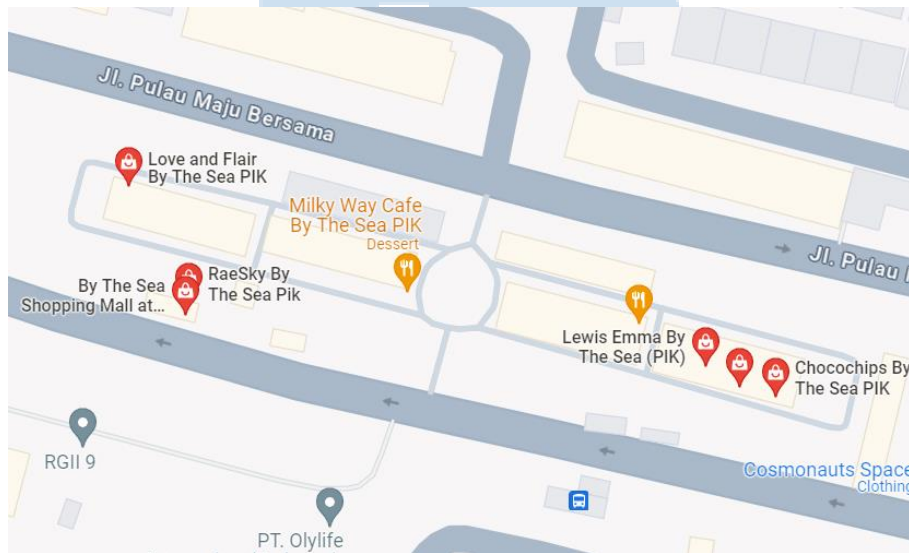 Jl. Pulau Maju Bersama
Love and Flair
By The Sea PIK
Milky Way Cafe
By The Sea PIK
Dessert
Jl. Pulau
By The Sea
Shopping Mall at...
RaeSky By
The Sea Pik
Lewis Emma By
The Sea (PIK)
Chocochips By
The Sea PIK
RGII 9
Cosmonauts Space
Clothing
PT. Olylife